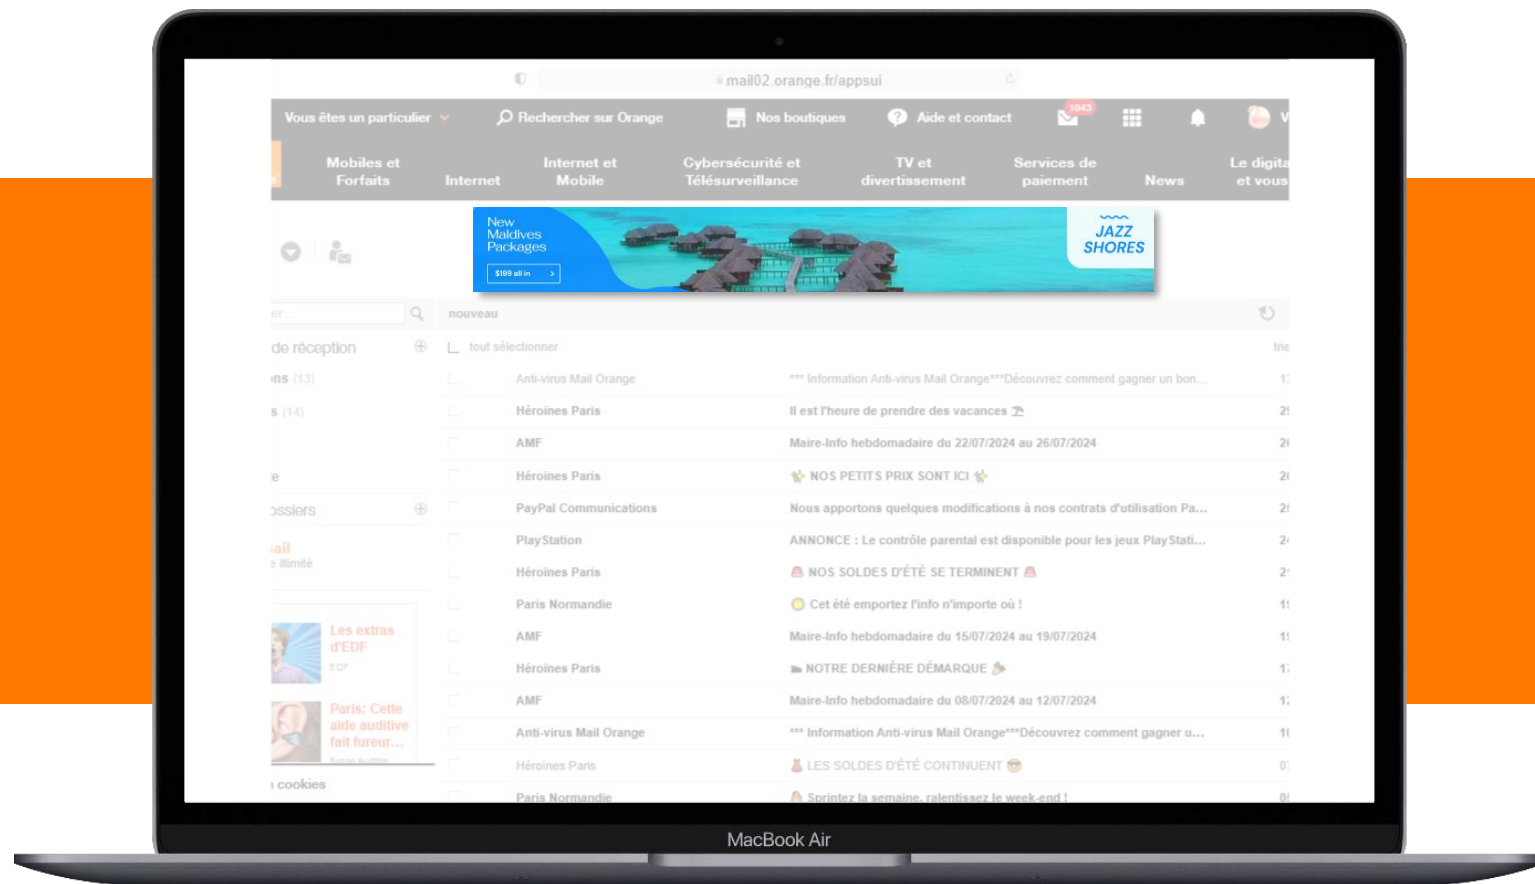 mail02.orange.fr/appsui
Vous êtes un particulier
Rechercher sur Orange
Nos boutiques
Aide et contact
1043
V
Mobiles et
Forfaits
Internet
Internet et
Mobile
Cybersécurité et
Télésurveillance
TV et
divertissement
Services de
paiement
News
Le digita
et vous
New
Maldives
Packages
$199 all in >
JAZZ
SHORES
er ...
nouveau
de réception
tout sélectionner
trie
ons (13)
Anti-virus Mail Orange
*** Information Anti-virus Mail Orange***Découvrez comment gagner un bon...
s (14)
Héroïnes Paris
Il est l'heure de prendre des vacances
AMF
Maire-Info hebdomadaire du 22/07/2024 au 26/07/2024
le
Héroïnes Paris
NOS PETITS PRIX SONT ICI
ossiers
PayPal Communications
Nous apportons quelques modifications à nos contrats d'utilisation Pa...
ail
e illimité
PlayStation
ANNONCE : Le contrôle parental est disponible pour les jeux PlayStati...
Héroïnes Paris
NOS SOLDES D'ÉTÉ SE TERMINENT
Paris Normandie
Cet été emportez l'info n'importe où !
Les extras
d'EDF
EDF
AMF
Maire-Info hebdomadaire du 15/07/2024 au 19/07/2024
Héroïnes Paris
NOTRE DERNIÈRE DÉMARQUE
AMF
Maire-Info hebdomadaire du 08/07/2024 au 12/07/2024
Paris: Cette
aide auditive
fait fureur...
Anti-virus Mail Orange
*** Information Anti-virus Mail Orange***Découvrez comment gagner u...
Héroïnes Paris
LES SOLDES D'ÉTÉ CONTINUENT
cookies
Paris Normandie
Sprintez la semaine, ralentissez le week-end !
MacBook Air